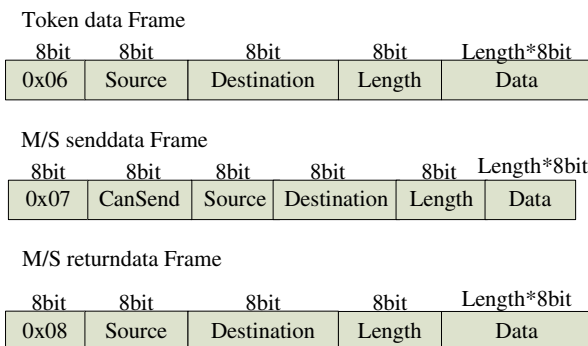 Token data Frame
8bit 8bit 8bit 8bit Length*8bit
0x06 Source Destination Length Data
M/S senddata Frame
8bit 8bit 8bit 8bit 8bit Length*8bit
0x07 CanSend Source Destination Length Data
M/S returndata Frame
8bit 8bit 8bit 8bit Length*8bit
0x08 Source Destination Length Data